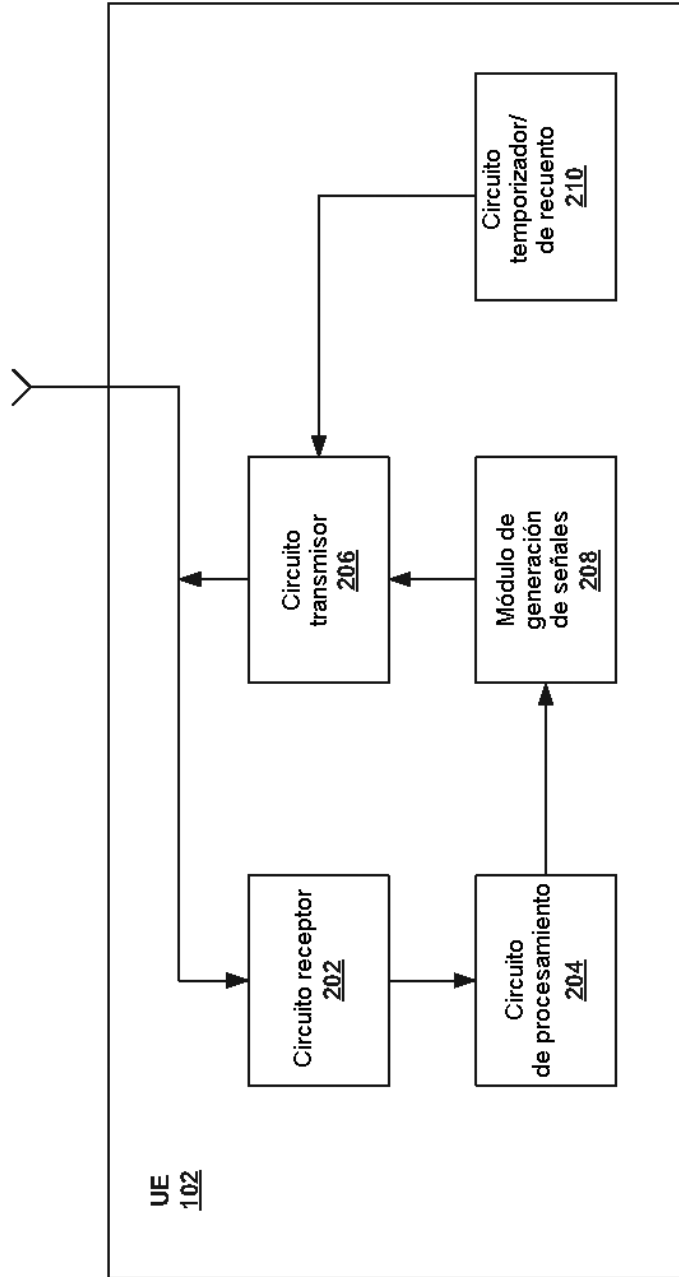 UE
102
Circuito receptor
202
Circuito
de procesamiento
204
Circuito
transmisor
206
Módulo de
generación
de señales
208
Circuito
temporizador/
de recuento
210